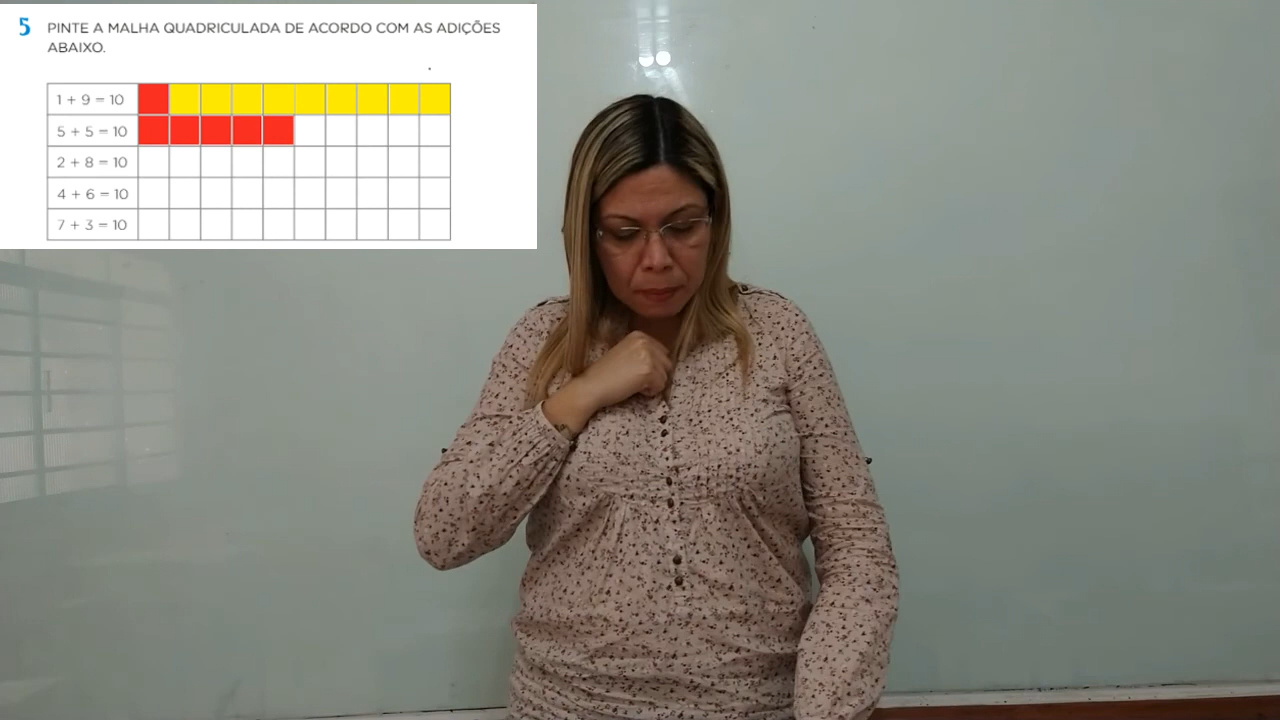 5 PINTE A MALHA QUADRICULADA DE ACORDO COM AS ADIÇÕES
ABAIXO.
1 + 9 = 10
5 + 5 = 10
2 + 8 = 10
4 + 6 = 10
7 + 3 = 10